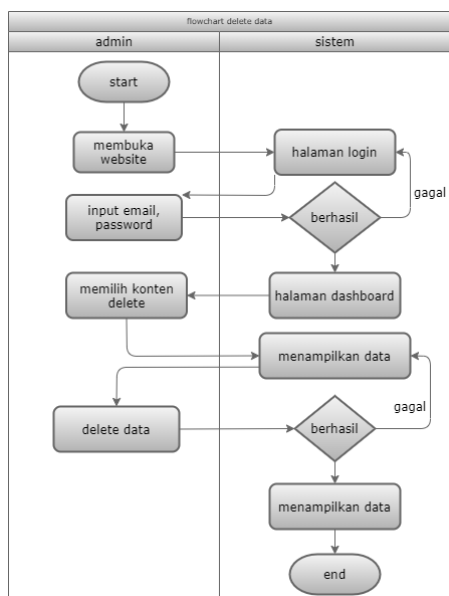 flowchart delete data
admin
sistem
start
membuka
website
halaman login
gagal
input email,
password
berhasil
memilih konten
delete
halaman dashboard
menampilkan data
gagal
delete data
berhasil
menampilkan data
end